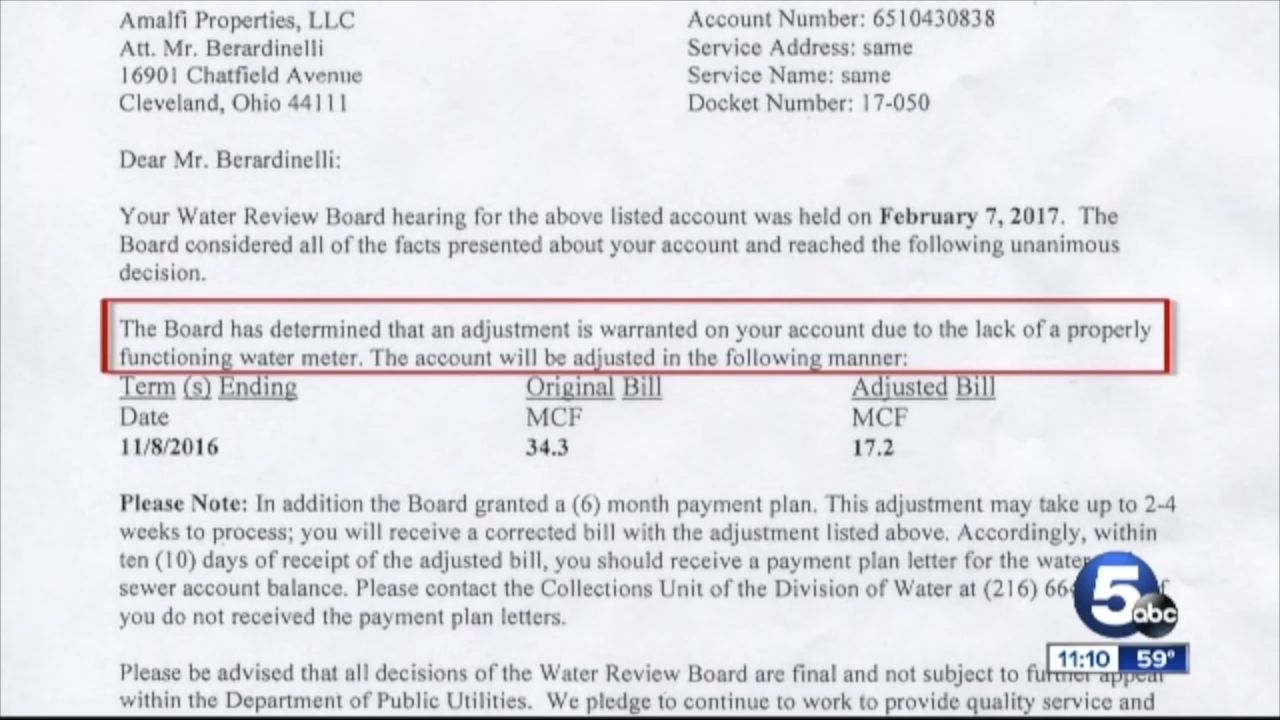 Amalfi Properties, LLC
Att. Mr. Berardinelli
16901 Chatfield Avenue
Cleveland, Ohio 44111
Account Number: 6510430838
Service Address: same
Service Name: same
Docket Number: 17-050
Dear Mr. Berardinelli:
Your Water Review Board hearing for the above listed account was held on February 7, 2017. The
Board considered all of the facts presented about your account and reached the following unanimous
decision.
The Board has determined that an adjustment is warranted on your account due to the lack of a properly
functioning water meter. The account will be adjusted in the following manner:
Term (s) Ending Original Bill Adjusted Bill
Date MCF MCF
11/8/2016 34.3 17.2
Please Note: In addition the Board granted a (6) month payment plan. This adjustment may take up to 2-4
weeks to process; you will receive a corrected bill with the adjustment listed above. Accordingly, within
ten (10) days of receipt of the adjusted bill, you should receive a payment plan letter for the water
sewer account balance. Please contact the Collections Unit of the Division of Water at (216)
you do not received the payment plan letters.
Please be advised that all decisions of the Water Review Board are final and not subject to further appeal
within the Department of Public Utilities. We pledge to continue to work to provide quality service and
5 abc
11:10 59°